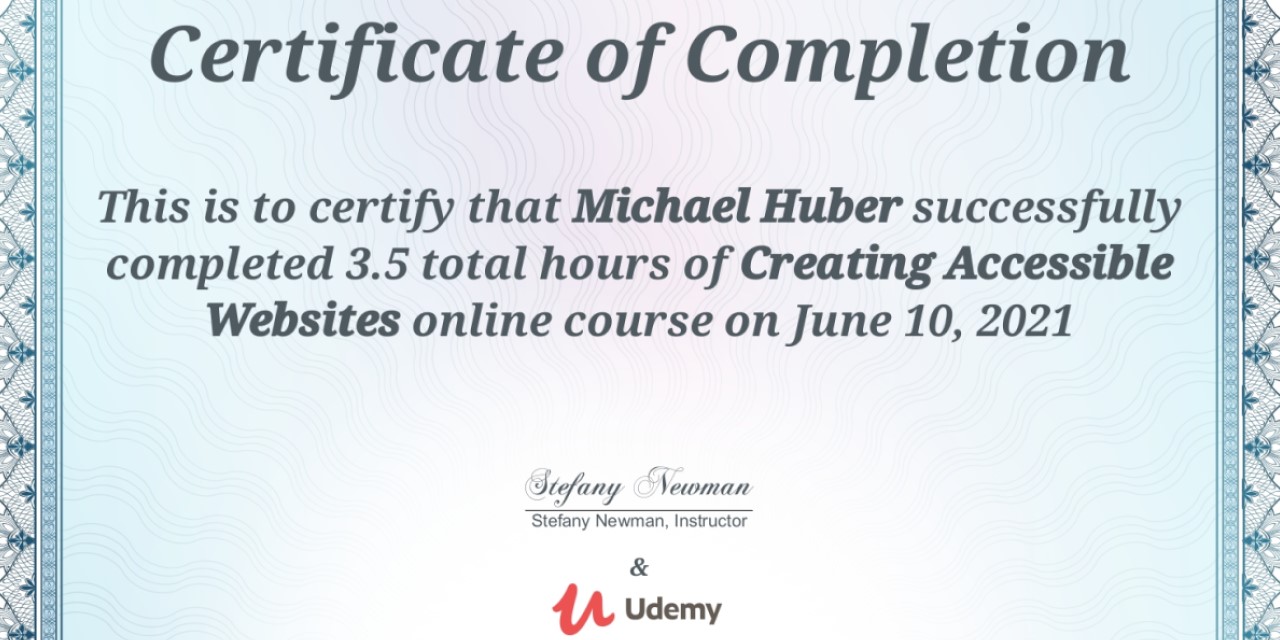 Certificate of Completion
This is to certify that Michael Huber successfully
completed 3.5 total hours of Creating Accessible
Websites online course on June 10, 2021
Stefany Newman
Stefany Newman, Instructor
&
Udemy